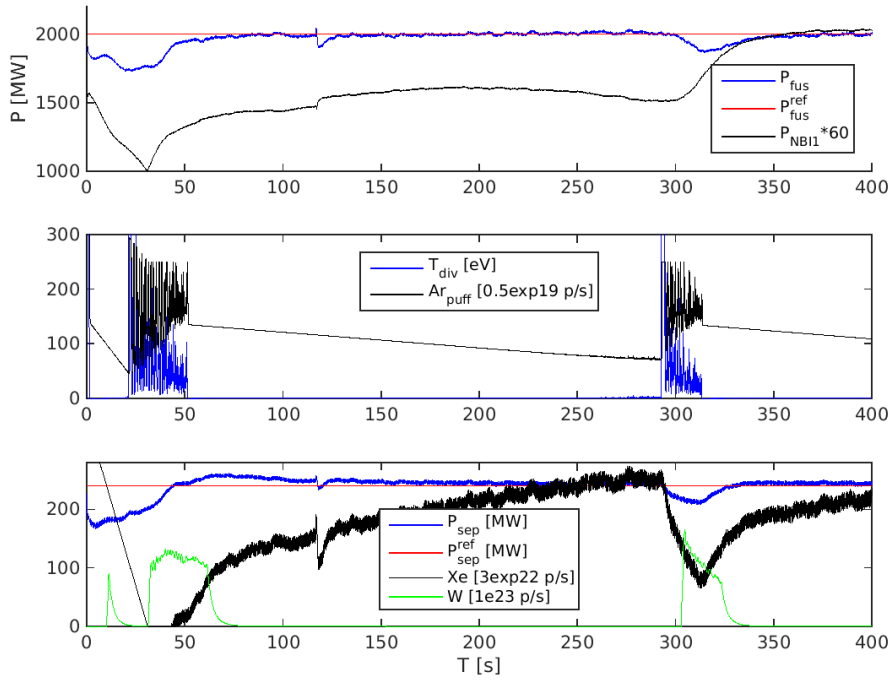 2000
1500
1000
P [MW]
P_fus
P_fus^ref
P_NBI1*60
0 50 100 150 200 250 300 350 400
300
200
100
0
T_div [eV]
Ar_puff [0.5exp19 p/s]
0 50 100 150 200 250 300 350 400
200
100
0
P_sep [MW]
P_sep^ref [MW]
Xe [3exp22 p/s]
W [1e23 p/s]
0 50 100 150 200 250 300 350 400
T [s]